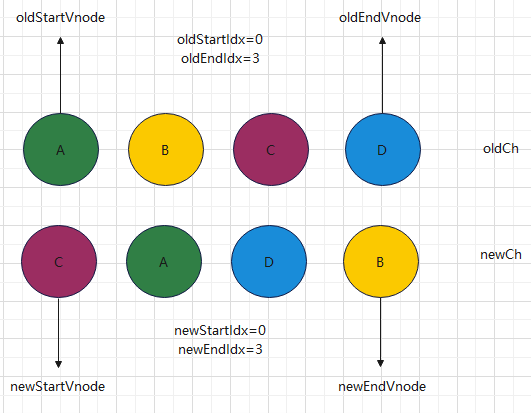 oldStartVnode
oldEndVnode
oldStartIdx=0
oldEndIdx=3
A B C D
oldCh
C A D B
newCh
newStartIdx=0
newEndIdx=3
newStartVnode
newEndVnode